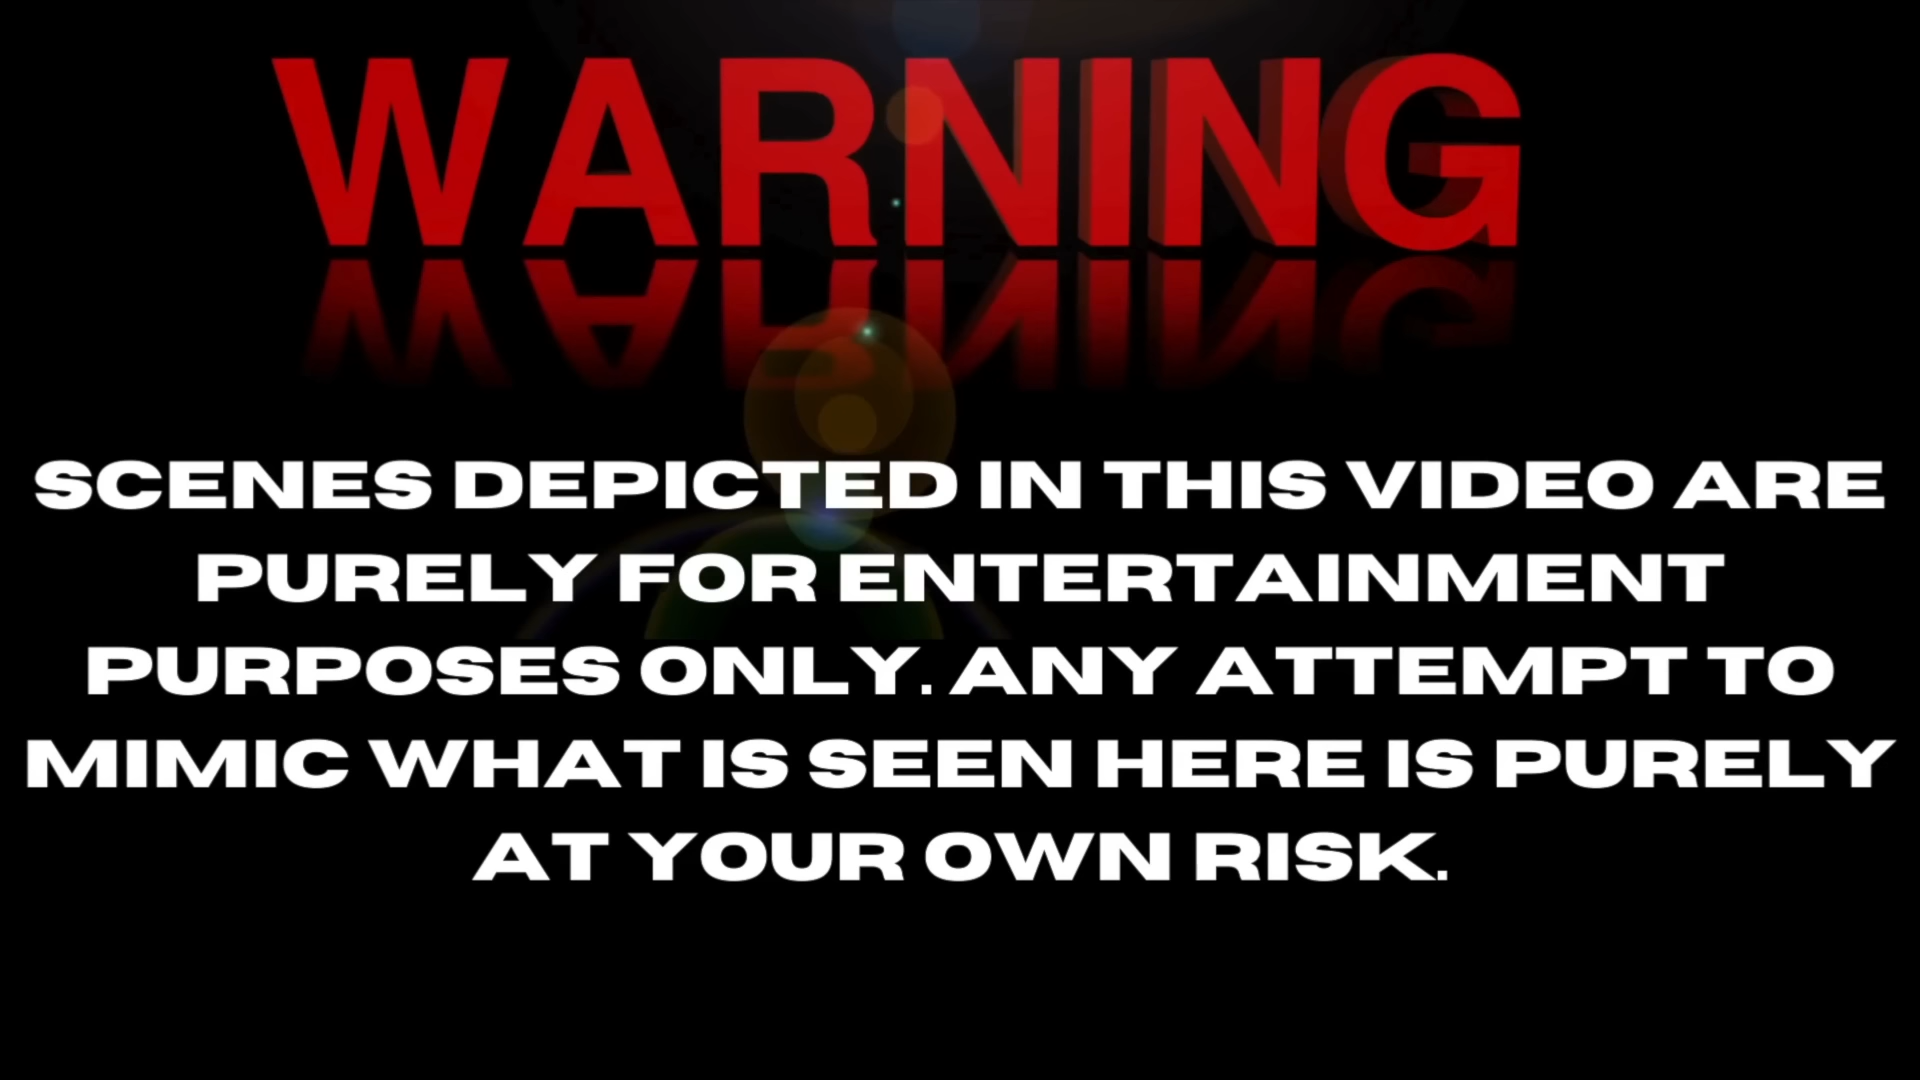 WARNING
SCENES DEPICTED IN THIS VIDEO ARE
PURELY FOR ENTERTAINMENT
PURPOSES ONLY. ANY ATTEMPT TO
MIMIC WHAT IS SEEN HERE IS PURELY
AT YOUR OWN RISK.